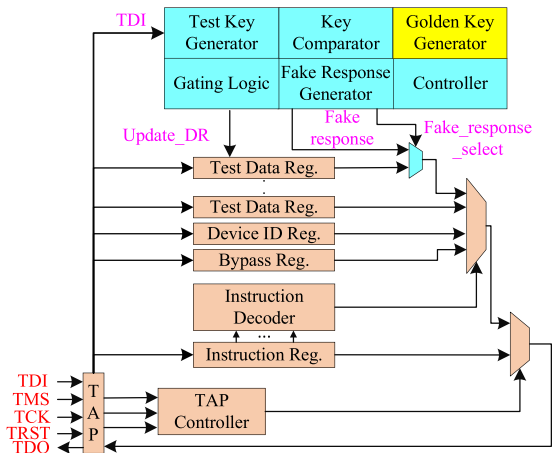 TDI
Test Key
Generator
Key
Comparator
Golden Key
Generator
Gating Logic
Fake Response
Generator
Controller
Update_DR
Fake
response
Fake_response
_select
Test Data Reg.
Test Data Reg.
Device ID Reg.
Bypass Reg.
Instruction
Decoder
...
Instruction Reg.
TDI
TMS
TCK
TRST
TDO
T
A
P
TAP
Controller